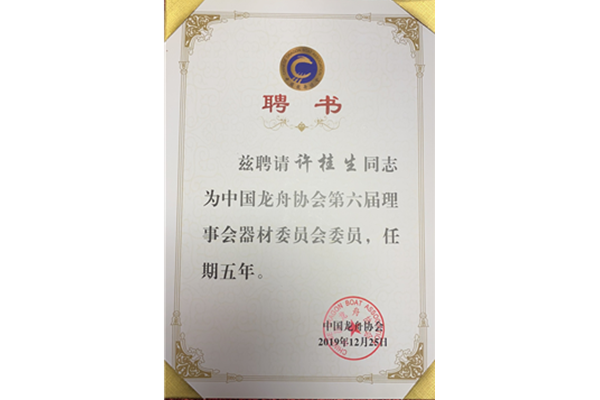 聘书
兹聘请许桂生同志
为中国龙舟协会第六届理
事会器材委员会委员，任
期五年。
中国龙舟协会
2019年12月25日